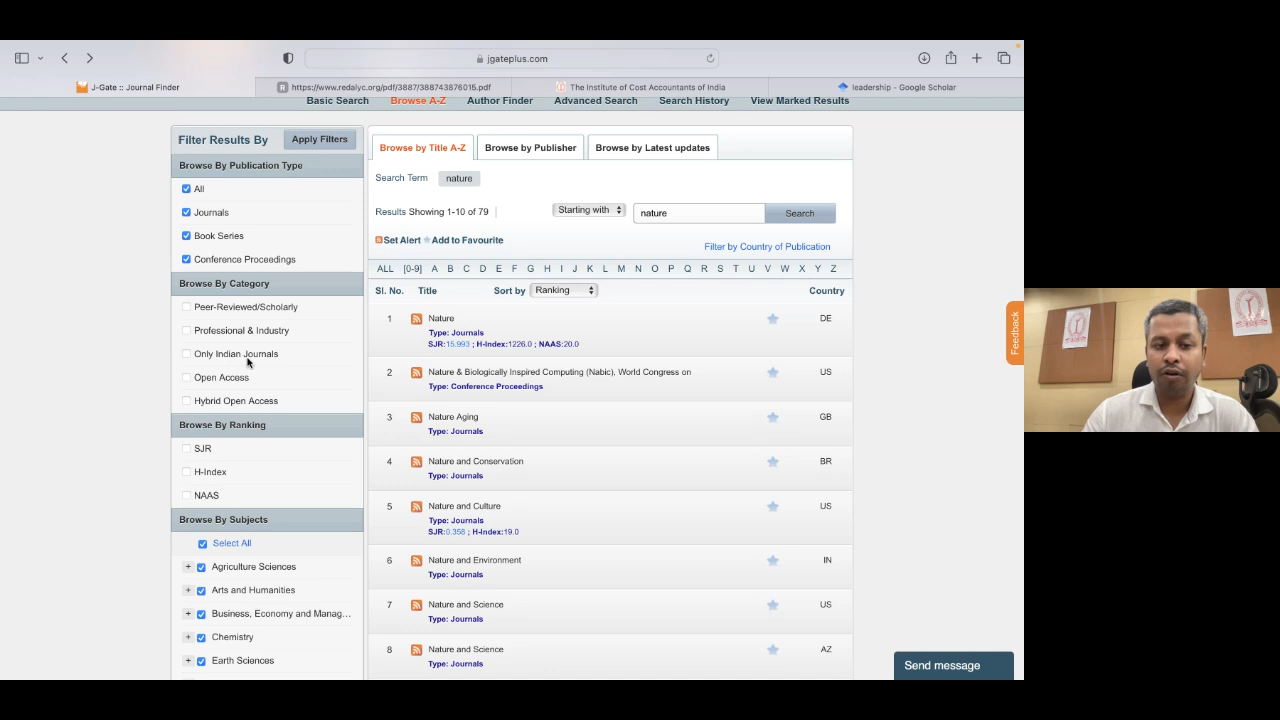 jgateplus.com
J-Gate :: Journal Finder
https://www.redalyc.org/pdf/3887/388743876015.pdf
The Institute of Cost Accountants of India
leadership - Google Scholar
Basic Search
Browse A-Z
Author Finder
Advanced Search
Search History
View Marked Results
Filter Results By
Apply Filters
Browse By Publication Type
All
Journals
Book Series
Conference Proceedings
Browse By Category
Peer-Reviewed/Scholarly
Professional & Industry
Only Indian Journals
Open Access
Hybrid Open Access
Browse By Ranking
SJR
H-Index
NAAS
Browse By Subjects
Select All
+ Agriculture Sciences
+ Arts and Humanities
+ Business, Economy and Manag...
+ Chemistry
+ Earth Sciences
Browse by Title A-Z
Browse by Publisher
Browse by Latest updates
Search Term nature
Results Showing 1-10 of 79
Starting with
nature
Search
Set Alert Add to Favourite
Filter by Country of Publication
ALL [0-9] A B C D E F G H I J K L M N O P Q R S T U V W X Y Z
Sl. No. Title Sort by Ranking Country
1 Nature DE
Type: Journals
SJR:15.993 ; H-Index:1226.0 ; NAAS:20.0
2 Nature & Biologically Inspired Computing (Nabic), World Congress on US
Type: Conference Proceedings
3 Nature Aging GB
Type: Journals
4 Nature and Conservation BR
Type: Journals
5 Nature and Culture US
Type: Journals
SJR:0.358 ; H-Index:19.0
6 Nature and Environment IN
Type: Journals
7 Nature and Science US
Type: Journals
8 Nature and Science AZ
Type: Journals
Feedback
Send message